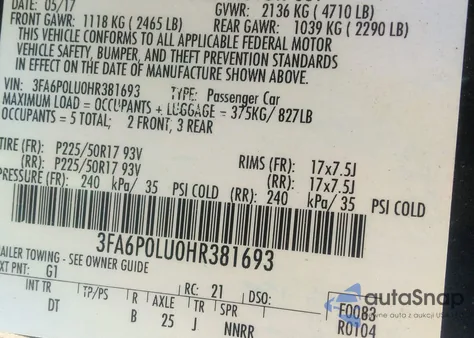 DATE: 05/17
GVWR: 2136 KG (4710 LB)
FRONT GAWR: 1118 KG (2465 LB)
REAR GAWR: 1039 KG (2290 LB)
THIS VEHICLE CONFORMS TO ALL APPLICABLE FEDERAL MOTOR
VEHICLE SAFETY, BUMPER, AND THEFT PREVENTION STANDARDS
IN EFFECT ON THE DATE OF MANUFACTURE SHOWN ABOVE.
VIN: 3FA6P0LU0HR381693 TYPE: Passenger Car
MAXIMUM LOAD = OCCUPANTS + LUGGAGE = 375KG/ 827LB
OCCUPANTS = 5 TOTAL; 2 FRONT, 3 REAR
TIRE (FR): P225/50R17 93V RIMS (FR): 17x7.5J
(RR): P225/50R17 93V (RR): 17x7.5J
PRESSURE (FR): 240 kPa/ 35 PSI COLD (RR): 240 kPa/ 35 PSI COLD
3FA6P0LU0HR381693
AILER TOWING - SEE OWNER GUIDE
XT PNT: G1 RC: 21 DSO: F0083
INT TR TP/PS R AXLE TR SPR R0104
DT B 25 J NNRR
autaSnap